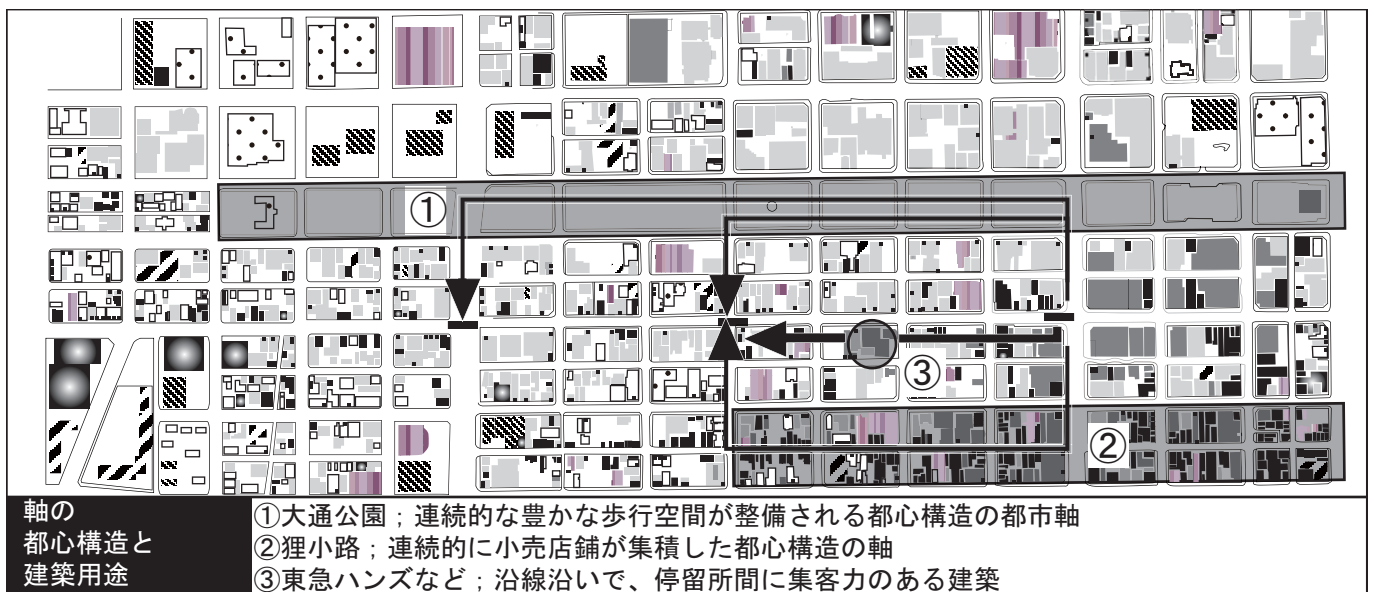 ①
③
②
軸の
都心構造と
建築用途
①大通公園；連続的な豊かな歩行空間が整備される都心構造の都市軸
②狸小路；連続的に小売店舗が集積した都心構造の軸
③東急ハンズなど；沿線沿いで、停留所間に集客力のある建築